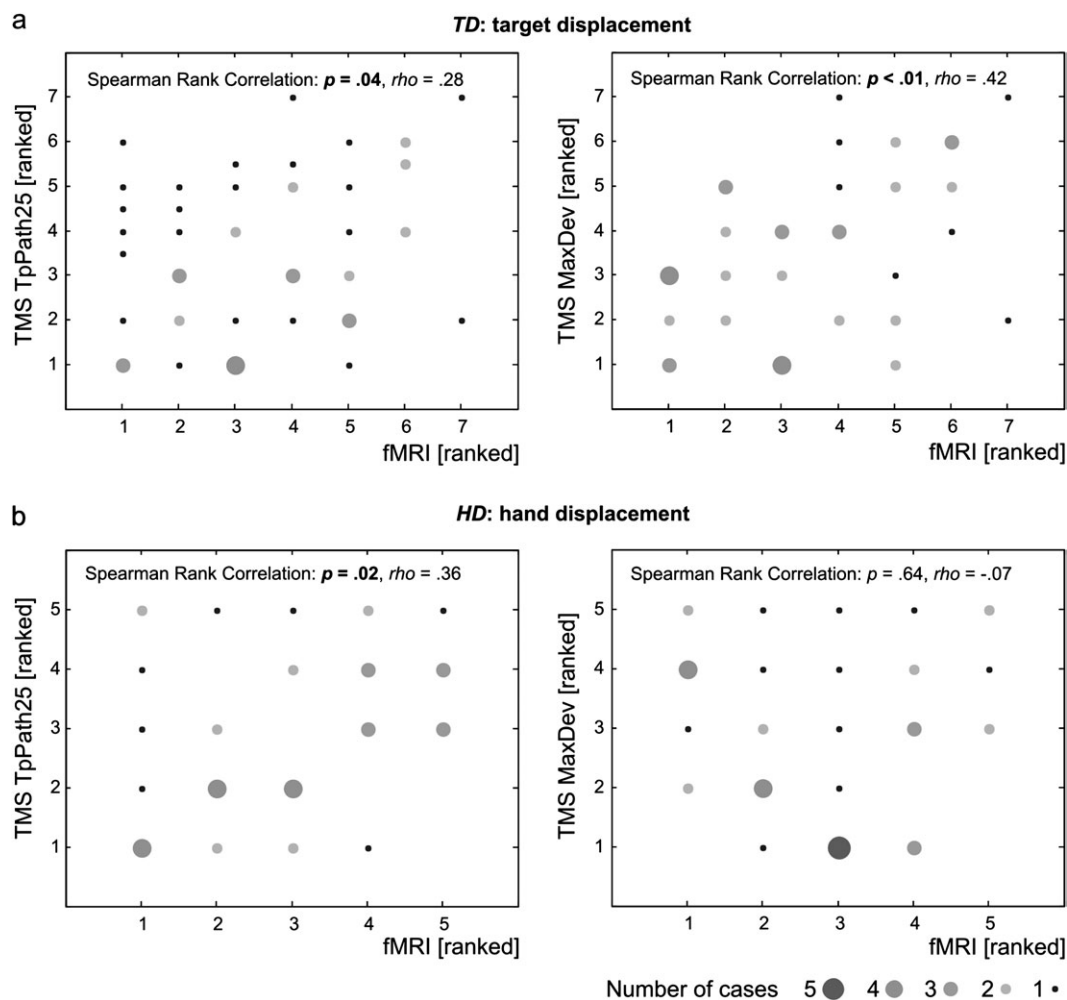 a
TD: target displacement
Spearman Rank Correlation: p = .04, rho = .28
TMS TpPath25 [ranked]
7
6
5
4
3
2
1
1 2 3 4 5 6 7
fMRI [ranked]
Spearman Rank Correlation: p < .01, rho = .42
TMS MaxDev [ranked]
7
6
5
4
3
2
1
1 2 3 4 5 6 7
fMRI [ranked]
b
HD: hand displacement
Spearman Rank Correlation: p = .02, rho = .36
TMS TpPath25 [ranked]
5
4
3
2
1
1 2 3 4 5
fMRI [ranked]
Spearman Rank Correlation: p = .64, rho = -.07
TMS MaxDev [ranked]
5
4
3
2
1
1 2 3 4 5
fMRI [ranked]
Number of cases 5 4 3 2 1